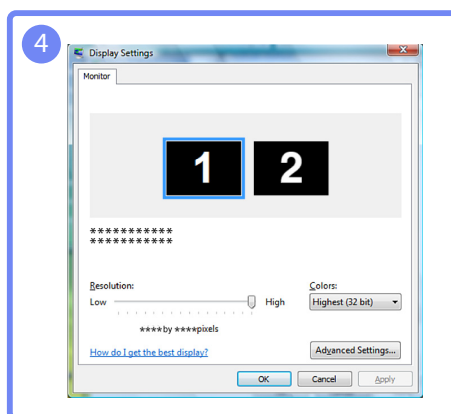 4
Display Settings
Monitor
1 2
***********
***********
Resolution: Colors:
Low High Highest (32 bit)
****by ****pixels
How do I get the best display? Advanced Settings...
OK Cancel Apply